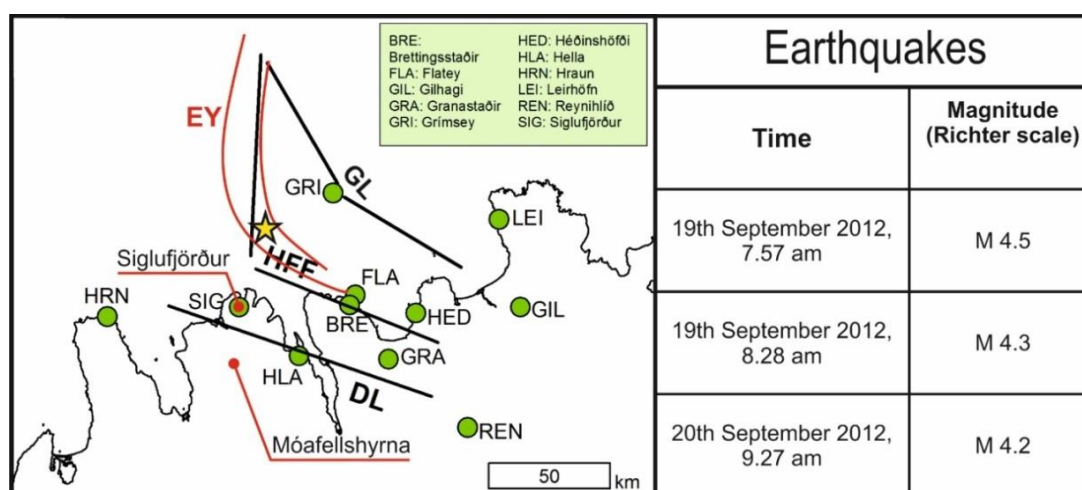 BRE:
Brettingsstaðir
FLA: Flatey
GIL: Gilhagi
GRA: Granastaðir
GRI: Grímsey
HED: Héðinshöfði
HLA: Hella
HRN: Hraun
LEI: Leirhöfn
REN: Reynihlíð
SIG: Siglufjörður
EY
GRI
GL
LEI
HFF
Siglufjörður
FLA
HRN
SIG
BRE
HED
GIL
HLA
GRA
DL
Móafellshyrna
REN
50
km
Earthquakes
Time
Magnitude
(Richter scale)
19th September 2012,
7.57 am
M 4.5
19th September 2012,
8.28 am
M 4.3
20th September 2012,
9.27 am
M 4.2